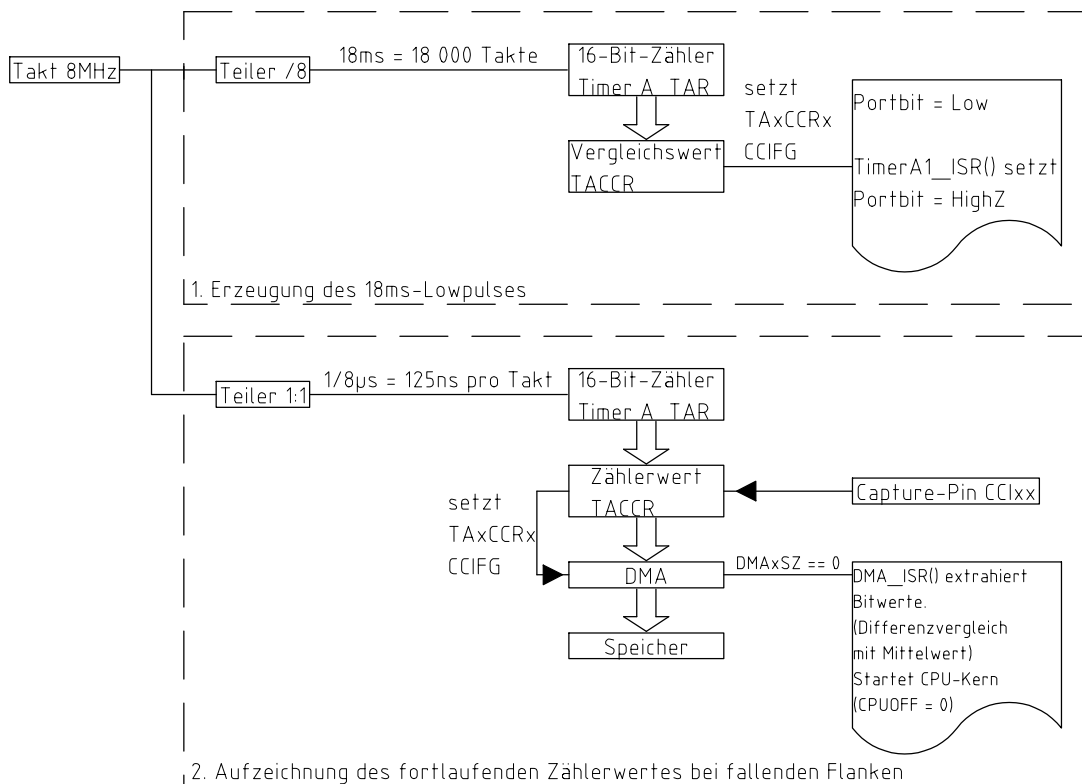 Takt 8MHz
Teiler /8
18ms = 18 000 Takte
16-Bit-Zähler
Timer A TAR
Vergleichswert
TACCR
setzt
TAxCCRx
CCIFG
Portbit = Low
TimerA1_ISR() setzt
Portbit = HighZ
1. Erzeugung des 18ms-Lowpulses
Teiler 1:1
1/8µs = 125ns pro Takt
16-Bit-Zähler
Timer A TAR
Zählerwert
TACCR
Capture-Pin CCIxx
setzt
TAxCCRx
CCIFG
DMA
DMAxSZ == 0
Speicher
DMA_ISR() extrahiert
Bitwerte.
(Differenzvergleich
mit Mittelwert)
Startet CPU-Kern
(CPUOFF = 0)
2. Aufzeichnung des fortlaufenden Zählerwertes bei fallenden Flanken